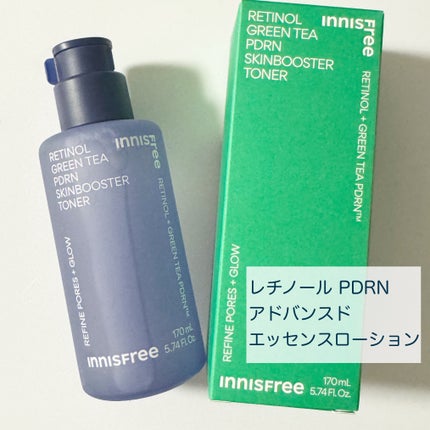 RETINOL
GREEN TEA
PDRN
SKINBOOSTER
TONER
INNISFree
RETINOL + GREEN TEA PDRN™
REFINE PORES + GLOW
170 mL
5.74 Fl. Oz.
INNISFree
RETINOL
GREEN TEA
PDRN
SKINBOOSTER
TONER
INNISFree
RETINOL + GREEN TEA PDRN™
REFINE PORES + GLOW
INNISFree
170 mL
5.74 Fl. Oz.
レチノール PDRN
アドバンスド
エッセンスローション